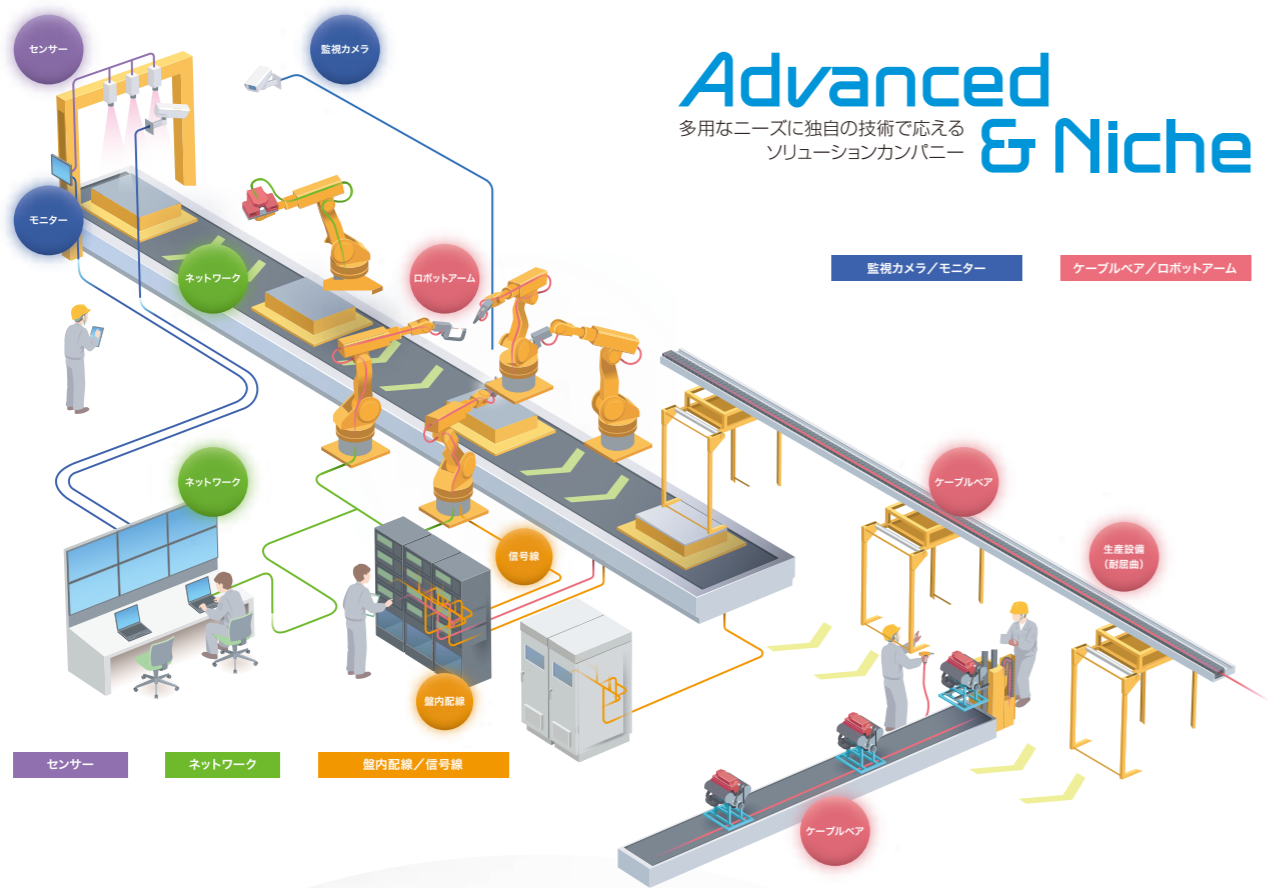 センサー
監視カメラ
Advanced
& Niche
多用なニーズに独自の技術で応える
ソリューションカンパニー
モニター
ネットワーク
ロボットアーム
監視カメラ／モニター
ケーブルベア／ロボットアーム
ネットワーク
ケーブルベア
信号線
生産設備
（耐屈曲）
盤内配線
センサー
ネットワーク
盤内配線／信号線
ケーブルベア